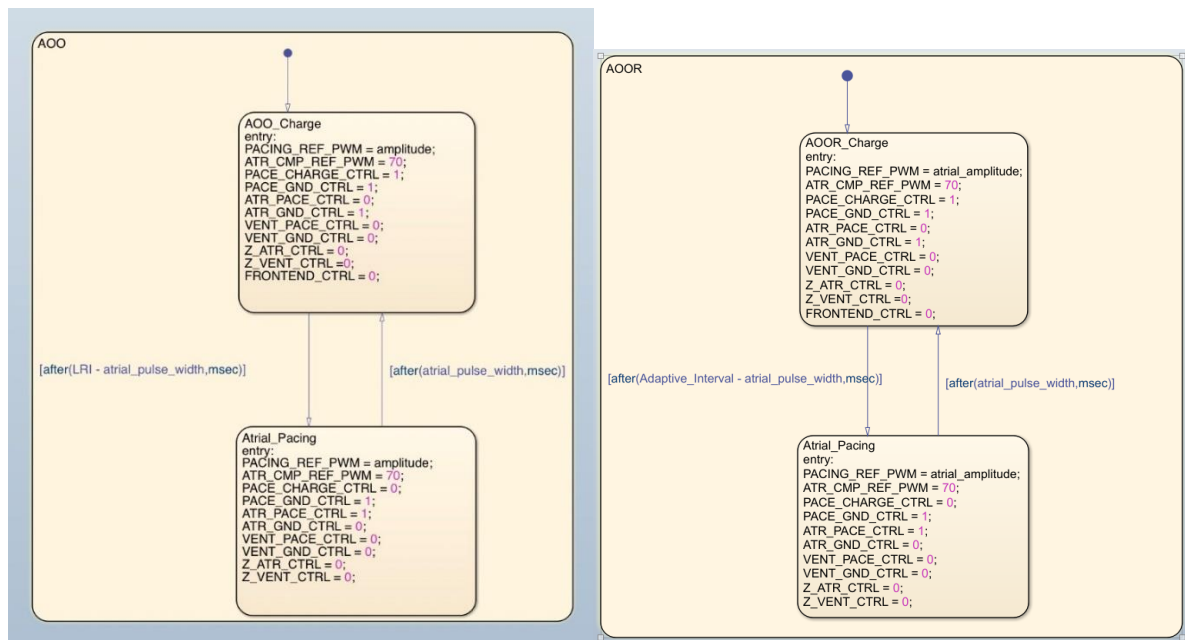 AOO
AOO_Charge
entry:
PACING_REF_PWM = amplitude;
ATR_CMP_REF_PWM = 70;
PACE_CHARGE_CTRL = 1;
PACE_GND_CTRL = 1;
ATR_PACE_CTRL = 0;
ATR_GND_CTRL = 1;
VENT_PACE_CTRL = 0;
VENT_GND_CTRL = 0;
Z_ATR_CTRL = 0;
Z_VENT_CTRL =0;
FRONTEND_CTRL = 0;
[after(LRI - atrial_pulse_width,msec)]
[after(atrial_pulse_width,msec)]
Atrial_Pacing
entry:
PACING_REF_PWM = amplitude;
ATR_CMP_REF_PWM = 70;
PACE_CHARGE_CTRL = 0;
PACE_GND_CTRL = 1;
ATR_PACE_CTRL = 1;
ATR_GND_CTRL = 0;
VENT_PACE_CTRL = 0;
VENT_GND_CTRL = 0;
Z_ATR_CTRL = 0;
Z_VENT_CTRL = 0;
AOOR
AOOR_Charge
entry:
PACING_REF_PWM = atrial_amplitude;
ATR_CMP_REF_PWM = 70;
PACE_CHARGE_CTRL = 1;
PACE_GND_CTRL = 1;
ATR_PACE_CTRL = 0;
ATR_GND_CTRL = 1;
VENT_PACE_CTRL = 0;
VENT_GND_CTRL = 0;
Z_ATR_CTRL = 0;
Z_VENT_CTRL =0;
FRONTEND_CTRL = 0;
[after(Adaptive_Interval - atrial_pulse_width,msec)]
[after(atrial_pulse_width,msec)]
Atrial_Pacing
entry:
PACING_REF_PWM = atrial_amplitude;
ATR_CMP_REF_PWM = 70;
PACE_CHARGE_CTRL = 0;
PACE_GND_CTRL = 1;
ATR_PACE_CTRL = 1;
ATR_GND_CTRL = 0;
VENT_PACE_CTRL = 0;
VENT_GND_CTRL = 0;
Z_ATR_CTRL = 0;
Z_VENT_CTRL = 0;